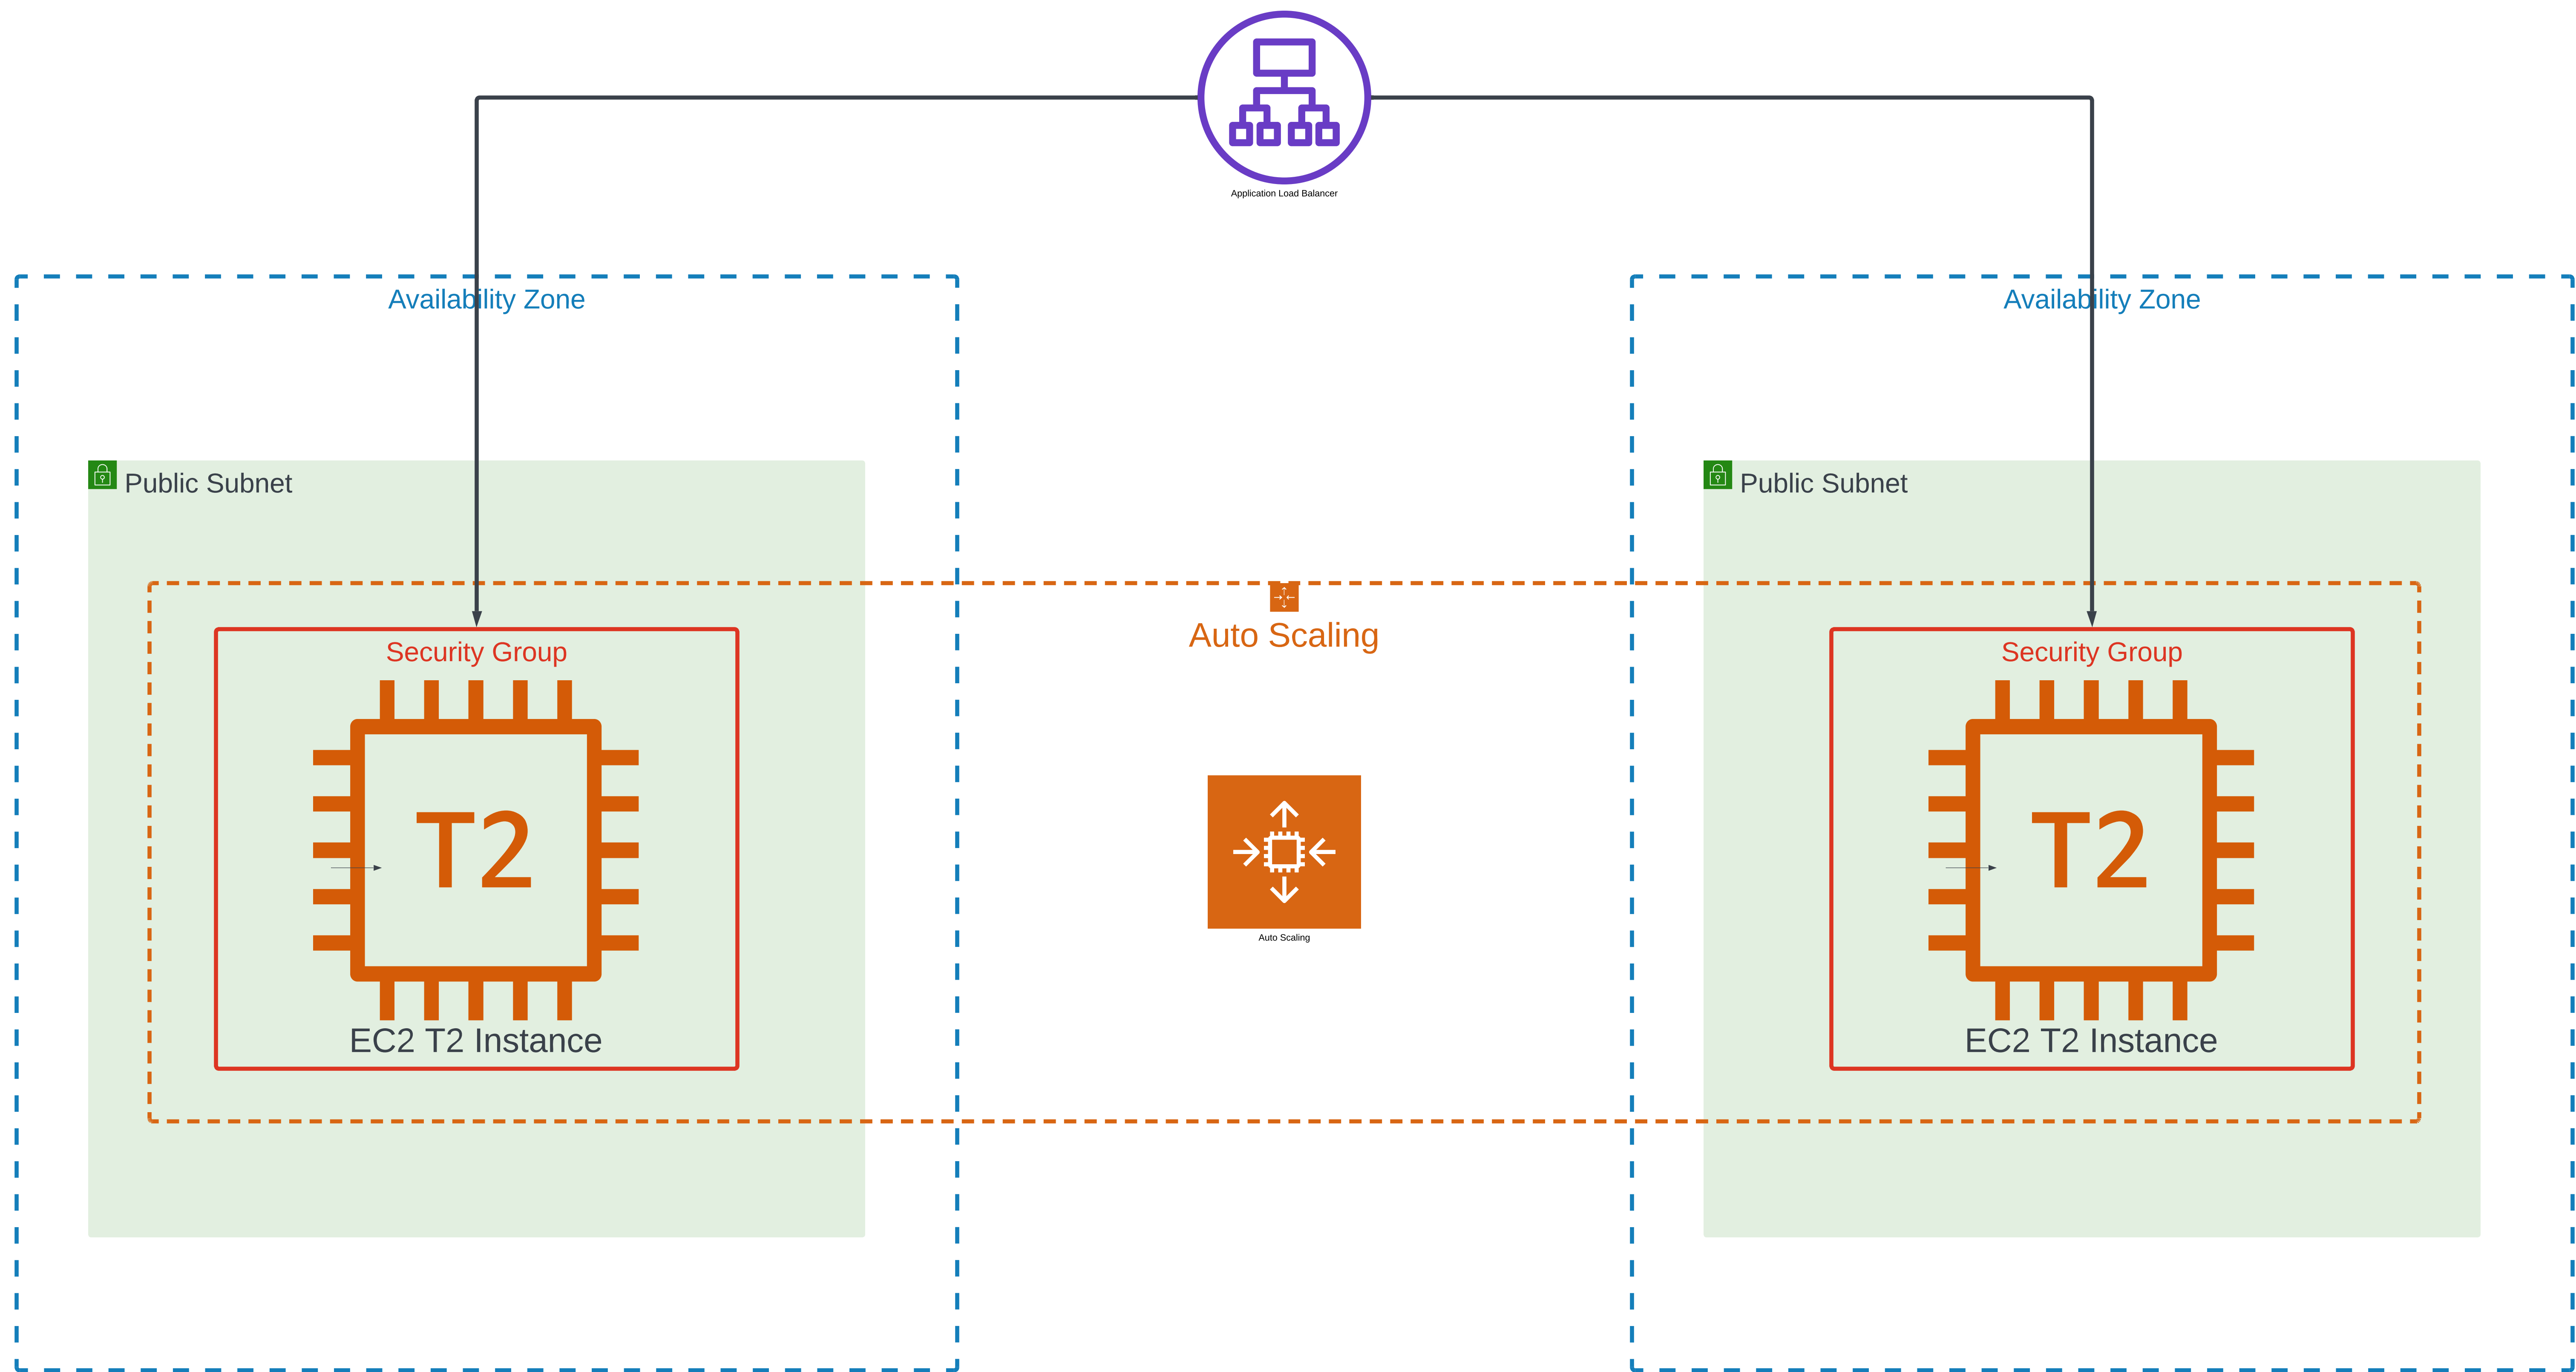 Application Load Balancer
Availability Zone
Availability Zone
Public Subnet
Public Subnet
Auto Scaling
Security Group
Security Group
T2
T2
Auto Scaling
EC2 T2 Instance
EC2 T2 Instance